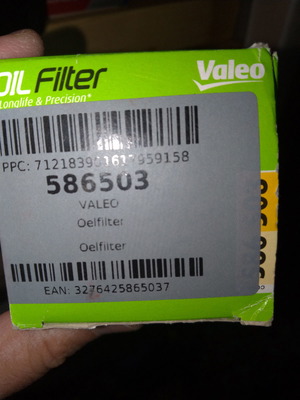 OIL Filter
Valeo
Longlife & Precision*
586503
VALEO
Oelfilter
Oelfilter
EAN: 3276425865037